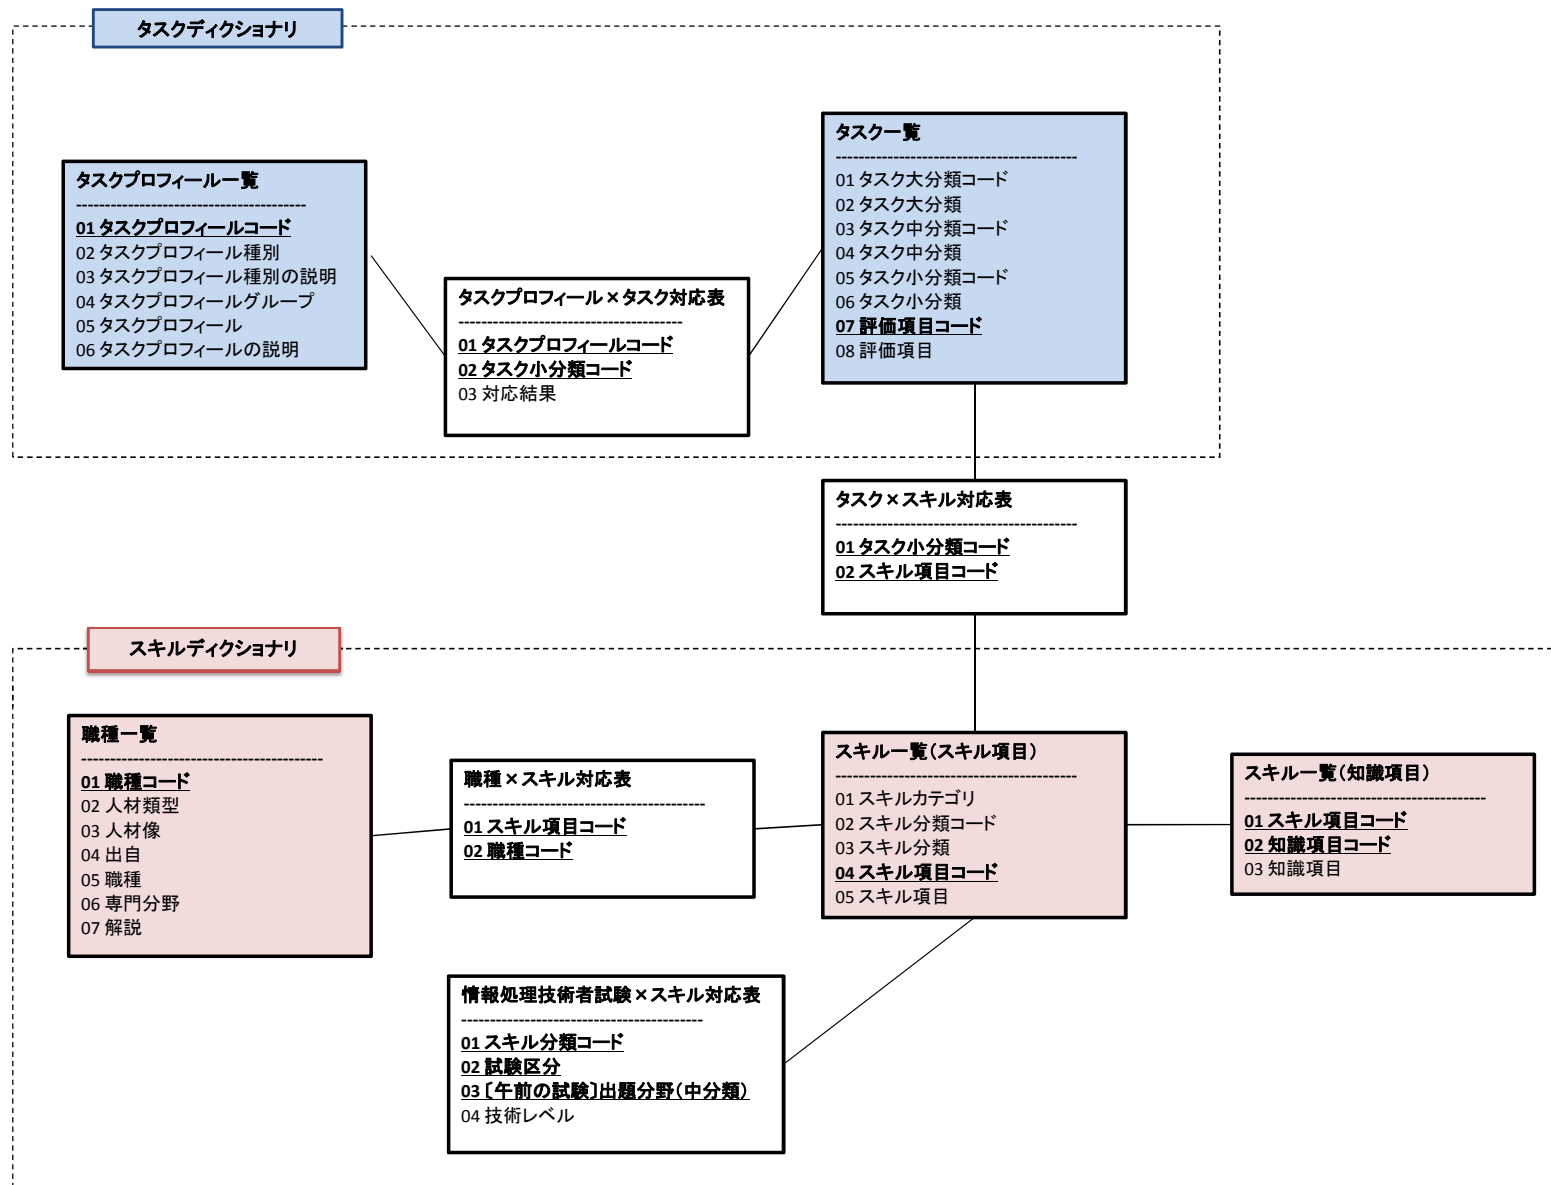 タスクディクショナリ
タスクプロフィール一覧
01 タスクプロフィールコード
02 タスクプロフィール種別
03 タスクプロフィール種別の説明
04 タスクプロフィールグループ
05 タスクプロフィール
06 タスクプロフィールの説明
タスクプロフィール×タスク対応表
01 タスクプロフィールコード
02 タスク小分類コード
03 対応結果
タスク一覧
01 タスク大分類コード
02 タスク大分類
03 タスク中分類コード
04 タスク中分類
05 タスク小分類コード
06 タスク小分類
07 評価項目コード
08 評価項目
タスク×スキル対応表
01 タスク小分類コード
02 スキル項目コード
スキルディクショナリ
職種一覧
01 職種コード
02 人材類型
03 人材像
04 出自
05 職種
06 専門分野
07 解説
職種×スキル対応表
01 スキル項目コード
02 職種コード
スキル一覧(スキル項目)
01 スキルカテゴリ
02 スキル分類コード
03 スキル分類
04 スキル項目コード
05 スキル項目
スキル一覧(知識項目)
01 スキル項目コード
02 知識項目コード
03 知識項目
情報処理技術者試験×スキル対応表
01 スキル分類コード
02 試験区分
03〔午前の試験〕出題分野(中分類)
04 技術レベル